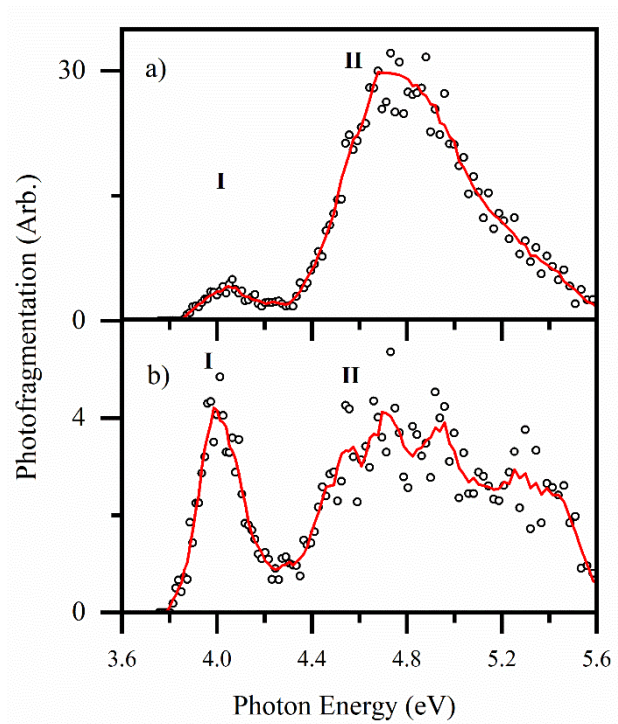 30
a)
II
I
0
I
b)
II
4
0
3.6
4.0
4.4
4.8
5.2
5.6
Photofragmentation (Arb.)
Photon Energy (eV)